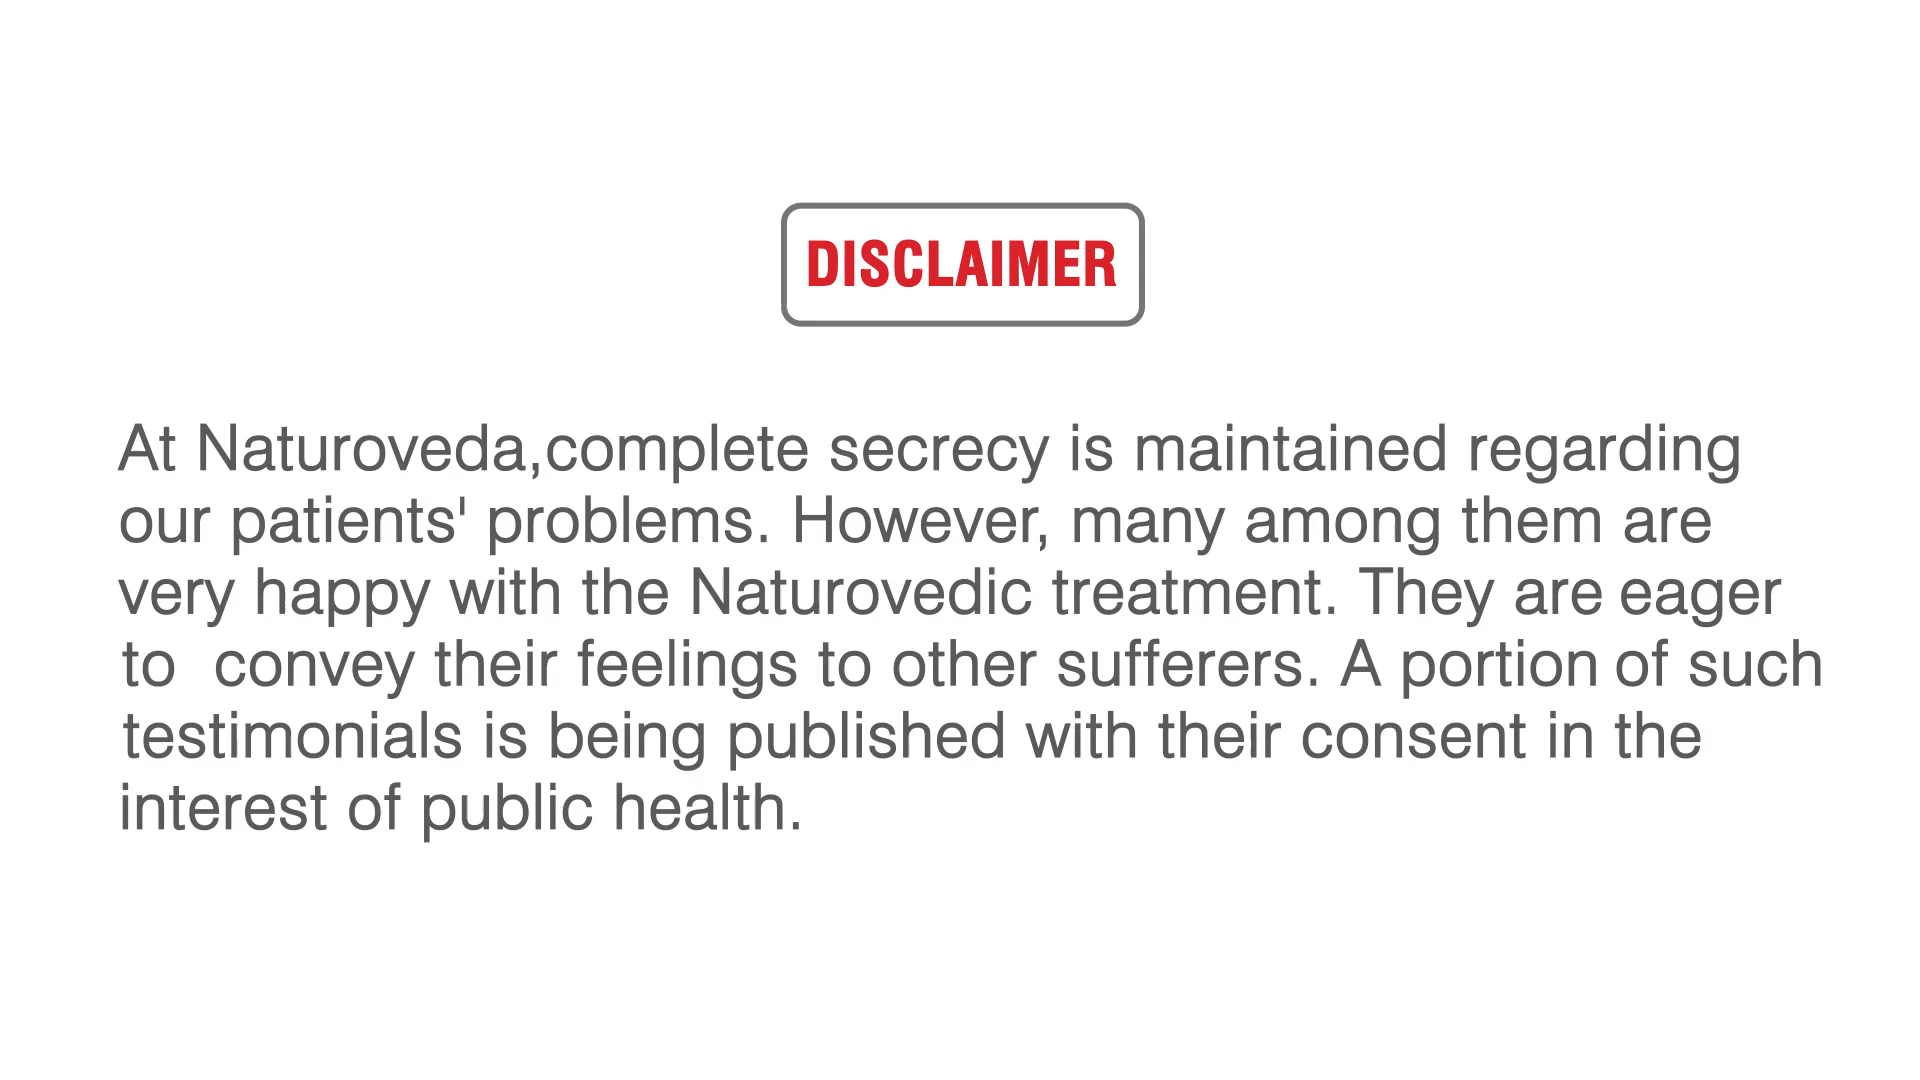 DISCLAIMER
At Naturoveda,complete secrecy is maintained regarding
our patients' problems. However, many among them are
very happy with the Naturovedic treatment. They are eager
to  convey their feelings to other sufferers. A portion of such
testimonials is being published with their consent in the
interest of public health.